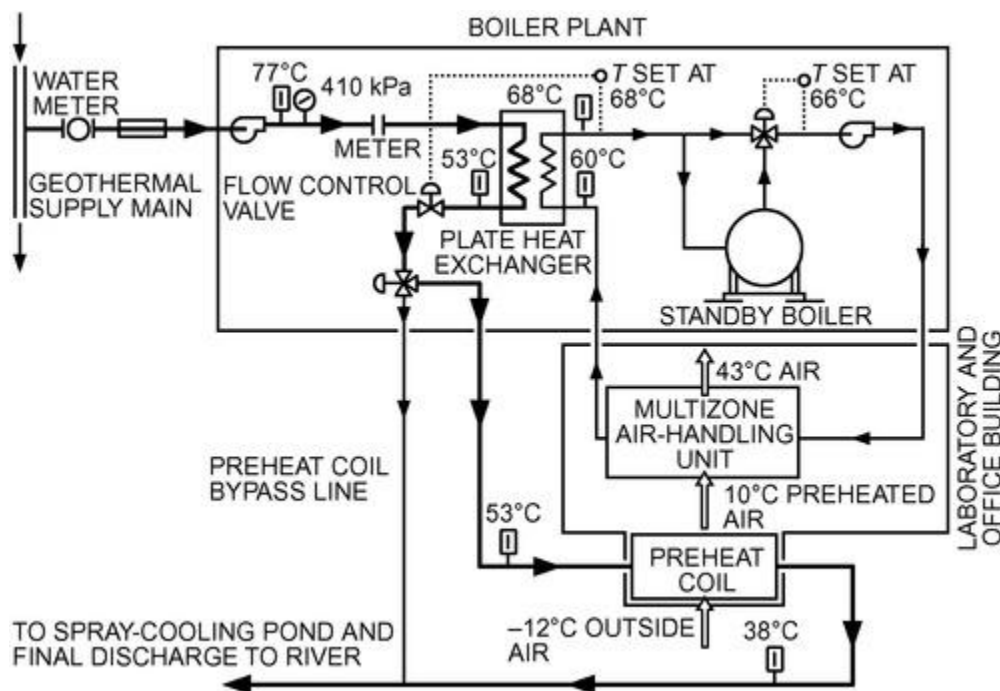 BOILER PLANT
WATER
METER
77°C
410 kPa
METER
GEOTHERMAL
SUPPLY MAIN
FLOW CONTROL
VALVE
53°C
68°C
60°C
PLATE HEAT
EXCHANGER
T SET AT
68°C
T SET AT
66°C
STANDBY BOILER
LABORATORY AND
OFFICE BUILDING
43°C AIR
MULTIZONE
AIR-HANDLING
UNIT
10°C PREHEATED
AIR
PREHEAT COIL
BYPASS LINE
53°C
PREHEAT
COIL
–12°C OUTSIDE
AIR
38°C
TO SPRAY-COOLING POND AND
FINAL DISCHARGE TO RIVER